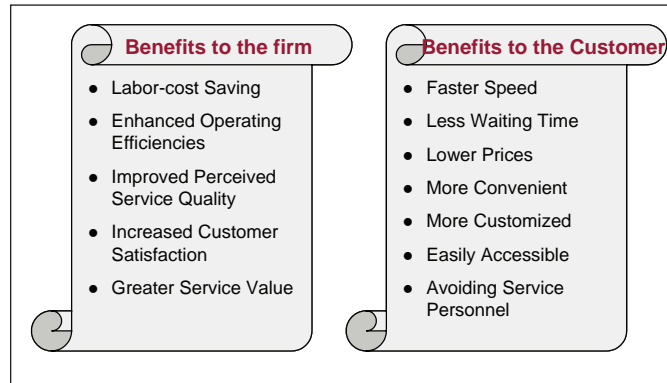 Benefits to the firm
● Labor-cost Saving
● Enhanced Operating
Efficiencies
● Improved Perceived
Service Quality
● Increased Customer
Satisfaction
● Greater Service Value
Benefits to the Customer
● Faster Speed
● Less Waiting Time
● Lower Prices
● More Convenient
● More Customized
● Easily Accessible
● Avoiding Service
Personnel